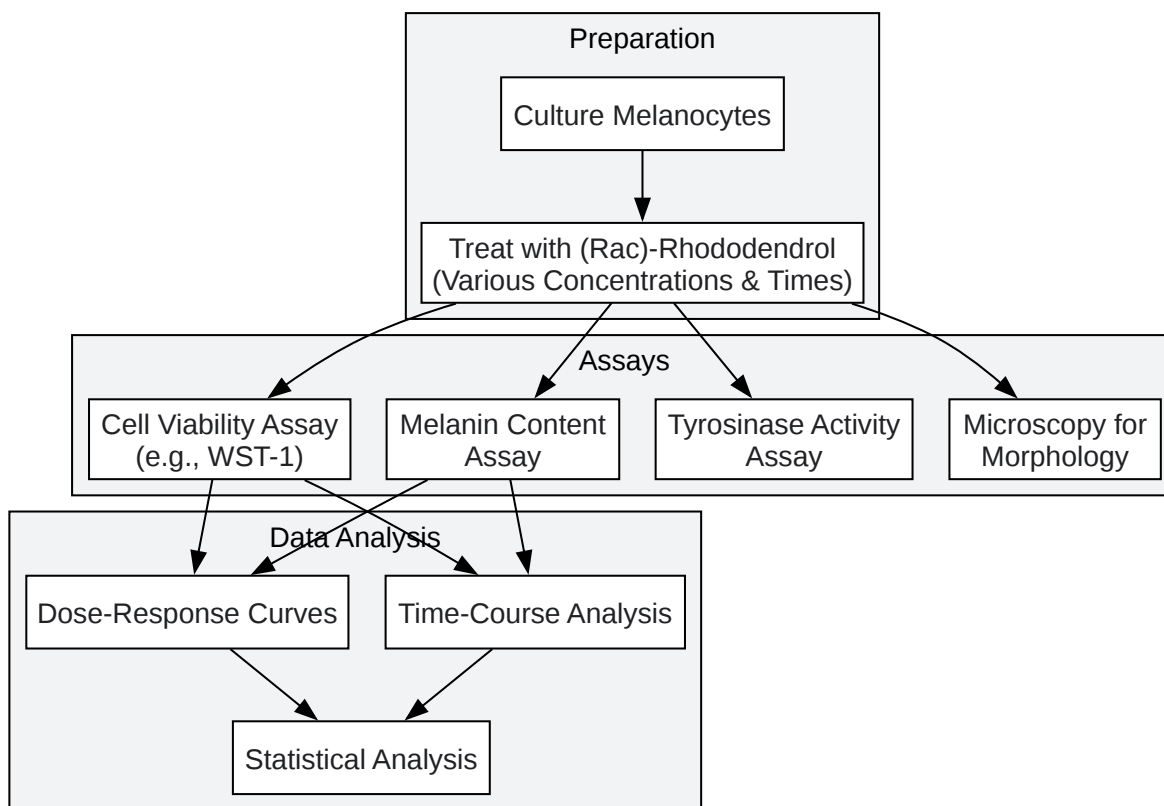 Preparation
Culture Melanocytes
Treat with (Rac)-Rhododendrol
(Various Concentrations & Times)
Assays
Cell Viability Assay
(e.g., WST-1)
Melanin Content
Assay
Tyrosinase Activity
Assay
Microscopy for
Morphology
Data Analysis
Dose-Response Curves
Time-Course Analysis
Statistical Analysis